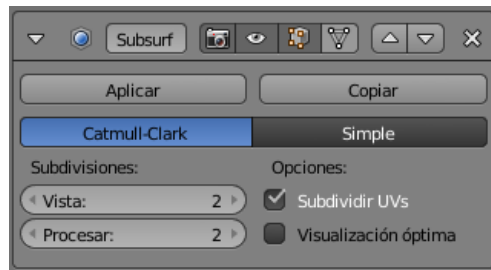 Subsurf
Aplicar Copiar
Catmull-Clark Simple
Subdivisiones: Opciones:
Vista: 2 Subdividir UVs
Procesar: 2 Visualización óptima